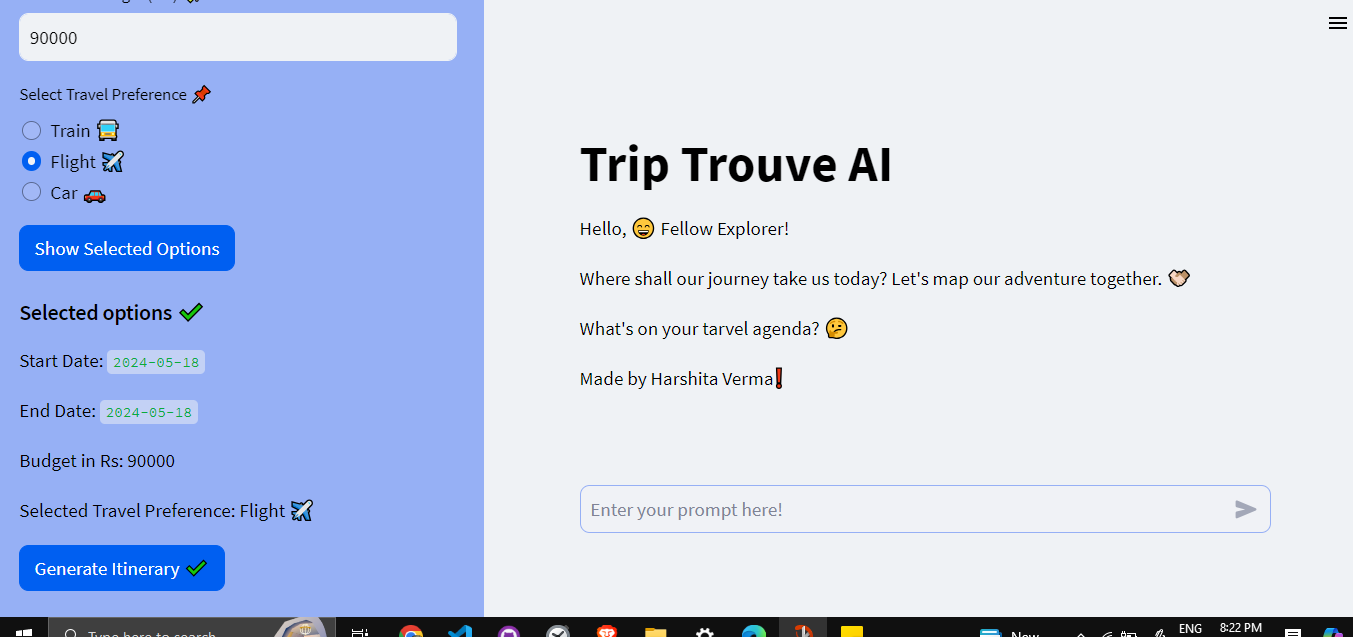 90000
Select Travel Preference 📌
Train 🚍
Flight ✈️
Car 🚗
Show Selected Options
Selected options ✔️
Start Date: 2024-05-18
End Date: 2024-05-18
Budget in Rs: 90000
Selected Travel Preference: Flight ✈️
Generate Itinerary ✔️
Trip Trouve AI
Hello, 😄 Fellow Explorer!
Where shall our journey take us today? Let's map our adventure together.
What's on your tarvel agenda? 🤔
Made by Harshita Verma❗
Enter your prompt here!
Type here to search
Now
ENG
8:22 PM